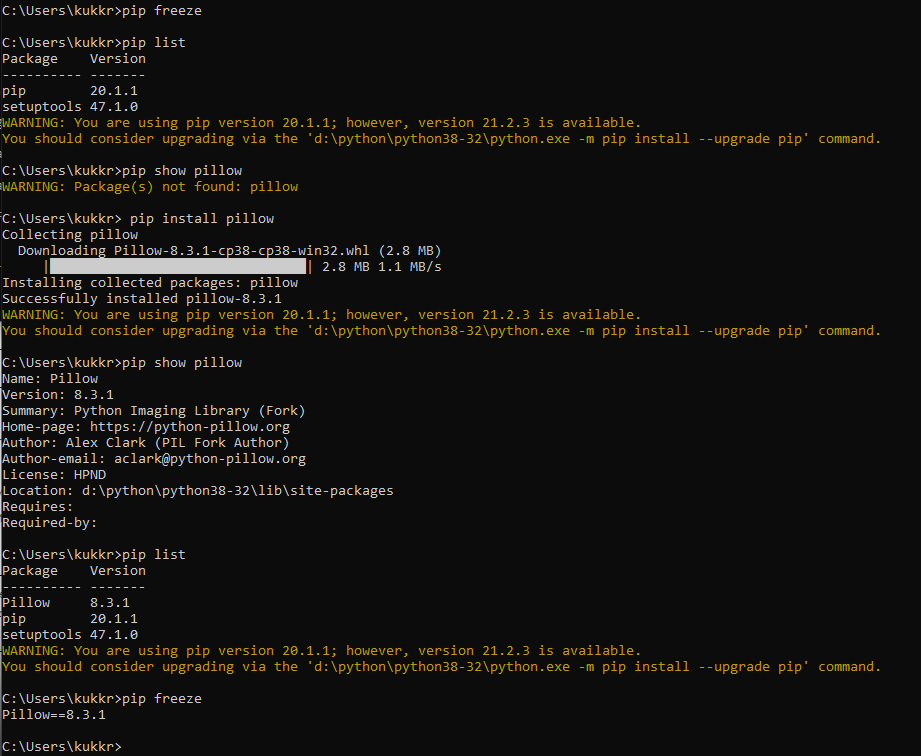 C:\Users\kukkr>pip freeze
C:\Users\kukkr>pip list
Package    Version
---------- -------
pip        20.1.1
setuptools 47.1.0
WARNING: You are using pip version 20.1.1; however, version 21.2.3 is available.
You should consider upgrading via the 'd:\python\python38-32\python.exe -m pip install --upgrade pip' command.
C:\Users\kukkr>pip show pillow
WARNING: Package(s) not found: pillow
C:\Users\kukkr> pip install pillow
Collecting pillow
  Downloading Pillow-8.3.1-cp38-cp38-win32.whl (2.8 MB)
     |████████████████████████████████| 2.8 MB 1.1 MB/s
Installing collected packages: pillow
Successfully installed pillow-8.3.1
WARNING: You are using pip version 20.1.1; however, version 21.2.3 is available.
You should consider upgrading via the 'd:\python\python38-32\python.exe -m pip install --upgrade pip' command.
C:\Users\kukkr>pip show pillow
Name: Pillow
Version: 8.3.1
Summary: Python Imaging Library (Fork)
Home-page: https://python-pillow.org
Author: Alex Clark (PIL Fork Author)
Author-email: aclark@python-pillow.org
License: HPND
Location: d:\python\python38-32\lib\site-packages
Requires:
Required-by:
C:\Users\kukkr>pip list
Package    Version
---------- -------
Pillow     8.3.1
pip        20.1.1
setuptools 47.1.0
WARNING: You are using pip version 20.1.1; however, version 21.2.3 is available.
You should consider upgrading via the 'd:\python\python38-32\python.exe -m pip install --upgrade pip' command.
C:\Users\kukkr>pip freeze
Pillow==8.3.1
C:\Users\kukkr>